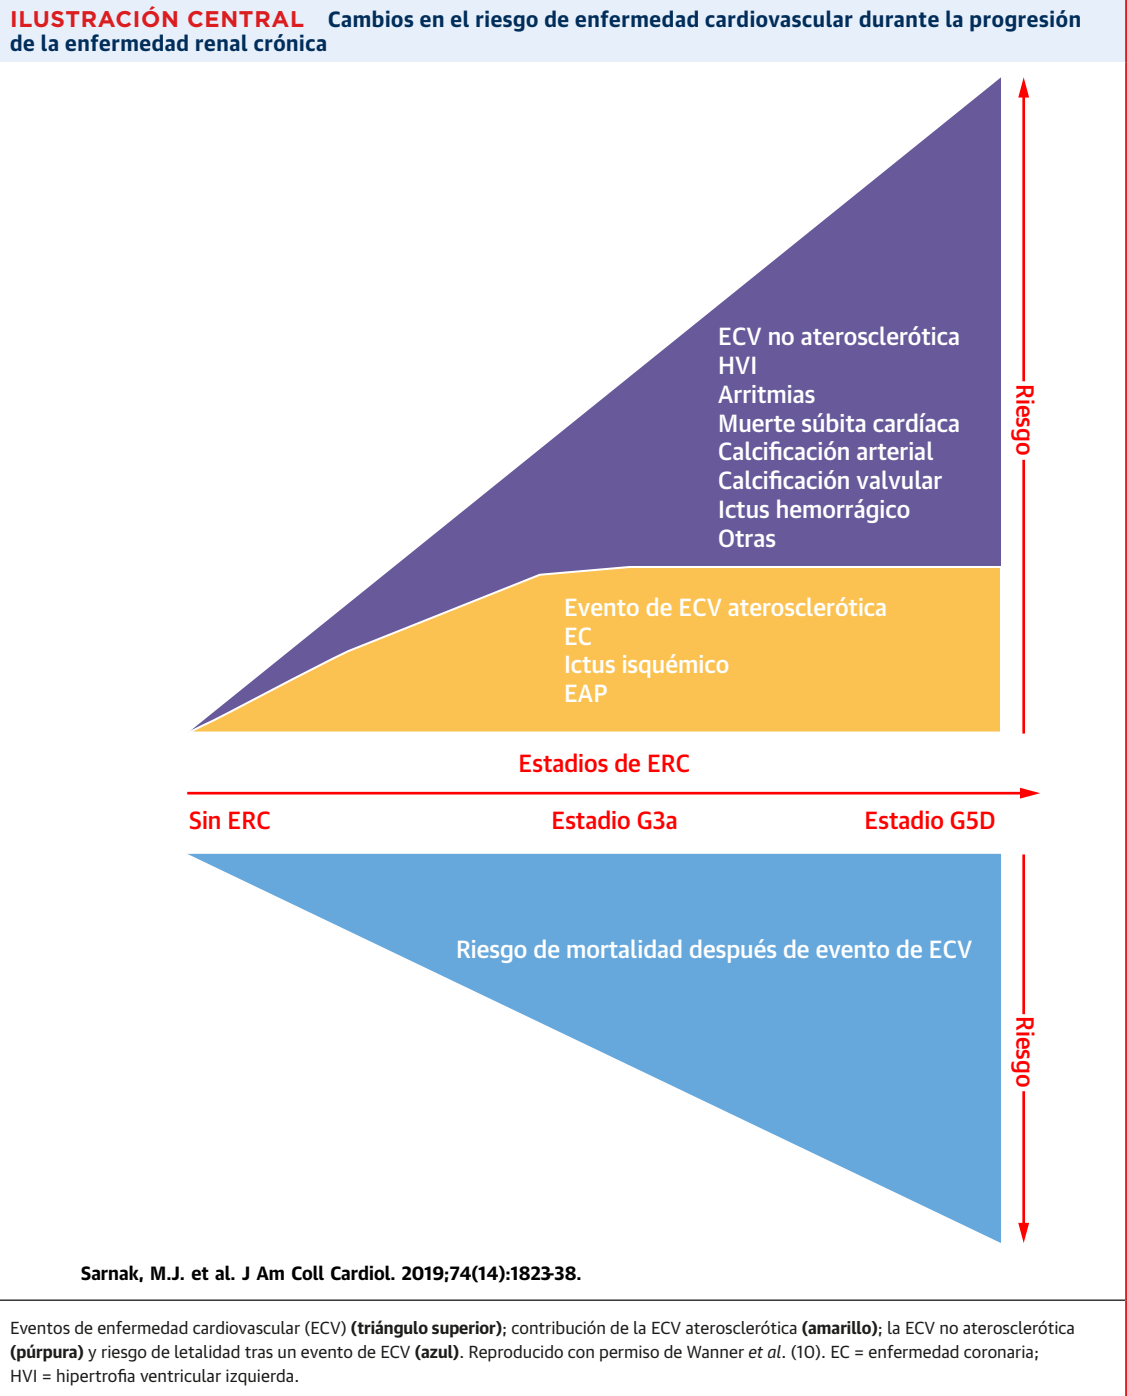 ILUSTRACIÓN CENTRAL Cambios en el riesgo de enfermedad cardiovascular durante la progresión
de la enfermedad renal crónica
ECV no aterosclerótica
HVI
Arritmias
Muerte súbita cardíaca
Calcificación arterial
Calcificación valvular
Ictus hemorrágico
Otras
Riesgo
Evento de ECV aterosclerótica
EC
Ictus isquémico
EAP
Estadios de ERC
Sin ERC Estadio G3a Estadio G5D
Riesgo de mortalidad después de evento de ECV
Riesgo
Sarnak, M.J. et al. J Am Coll Cardiol. 2019;74(14):1823-38.
Eventos de enfermedad cardiovascular (ECV) (triángulo superior); contribución de la ECV aterosclerótica (amarillo); la ECV no aterosclerótica
(púrpura) y riesgo de letalidad tras un evento de ECV (azul). Reproducido con permiso de Wanner et al. (10). EC = enfermedad coronaria;
HVI = hipertrofia ventricular izquierda.